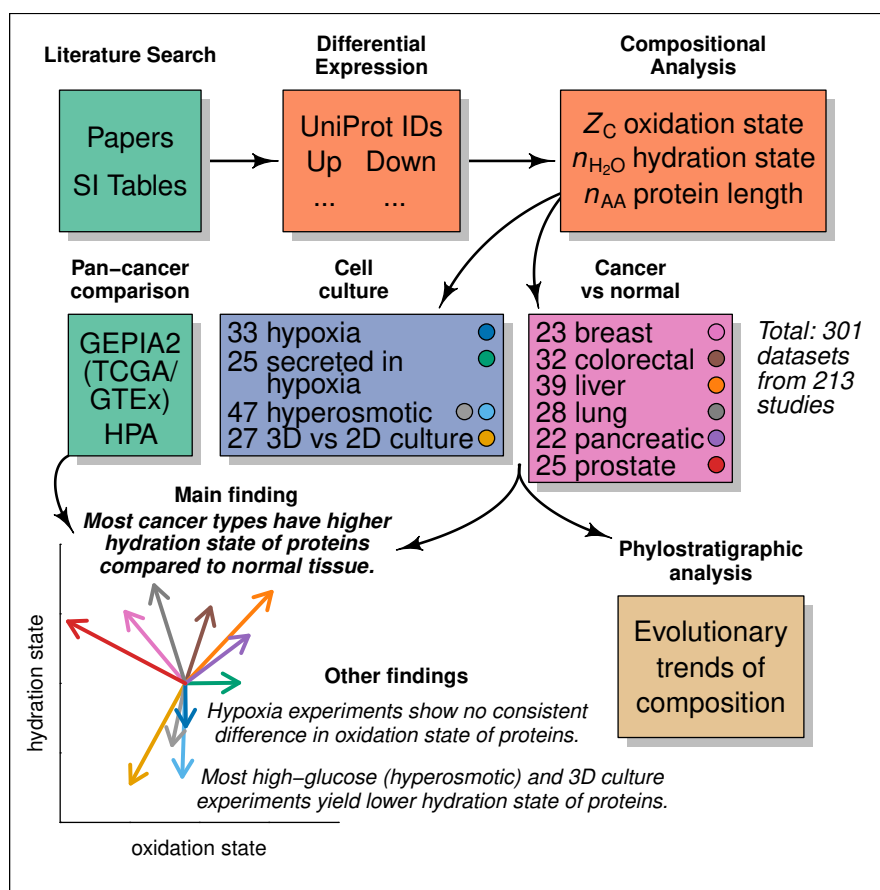 Literature Search
Papers
SI Tables
Differential
Expression
UniProt IDs
Up Down
... ...
Compositional
Analysis
ZC oxidation state
nH2O hydration state
nAA protein length
Pan−cancer
comparison
GEPIA2
(TCGA/
GTEx)
HPA
Cell
culture
33 hypoxia
25 secreted in
hypoxia
47 hyperosmotic
27 3D vs 2D culture
Cancer
vs normal
23 breast
32 colorectal
39 liver
28 lung
22 pancreatic
25 prostate
Total: 301
datasets
from 213
studies
Main finding
Most cancer types have higher
hydration state of proteins
compared to normal tissue.
hydration state
oxidation state
Other findings
Hypoxia experiments show no consistent
difference in oxidation state of proteins.
Most high−glucose (hyperosmotic) and 3D culture
experiments yield lower hydration state of proteins.
Phylostratigraphic
analysis
Evolutionary
trends of
composition